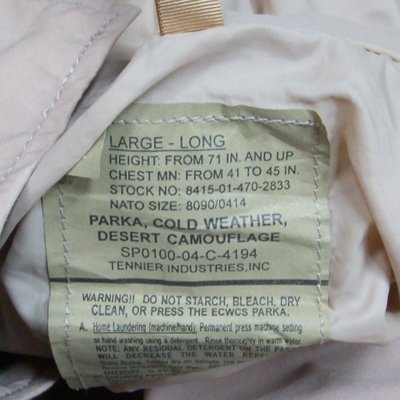 LARGE - LONG
HEIGHT: FROM 71 IN. AND UP
CHEST MN: FROM 41 TO 45 IN.
STOCK NO: 8415-01-470-2833
NATO SIZE: 8090/0414
PARKA, COLD WEATHER,
DESERT CAMOUFLAGE
SP0100-04-C-4194
TENNIER INDUSTRIES,INC
WARNING!! DO NOT STARCH, BLEACH, DRY
CLEAN, OR PRESS THE ECWCS PARKA.
A. Home Laundering (machine/hand): Permanent press machine setting
or hand washing using a detergent. Rinse thoroughly in warm water.
NOTE: ANY RESIDUAL DETERGENT ON THE
WILL DECREASE THE WATER